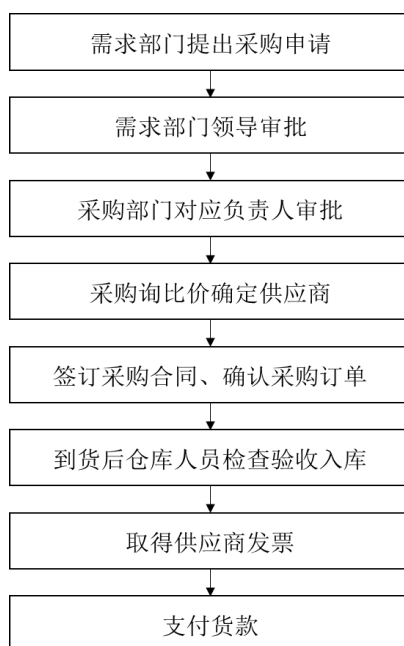 需求部门提出采购申请
需求部门领导审批
采购部门对应负责人审批
采购询比价确定供应商
签订采购合同、确认采购订单
到货后仓库人员检查验收入库
取得供应商发票
支付货款